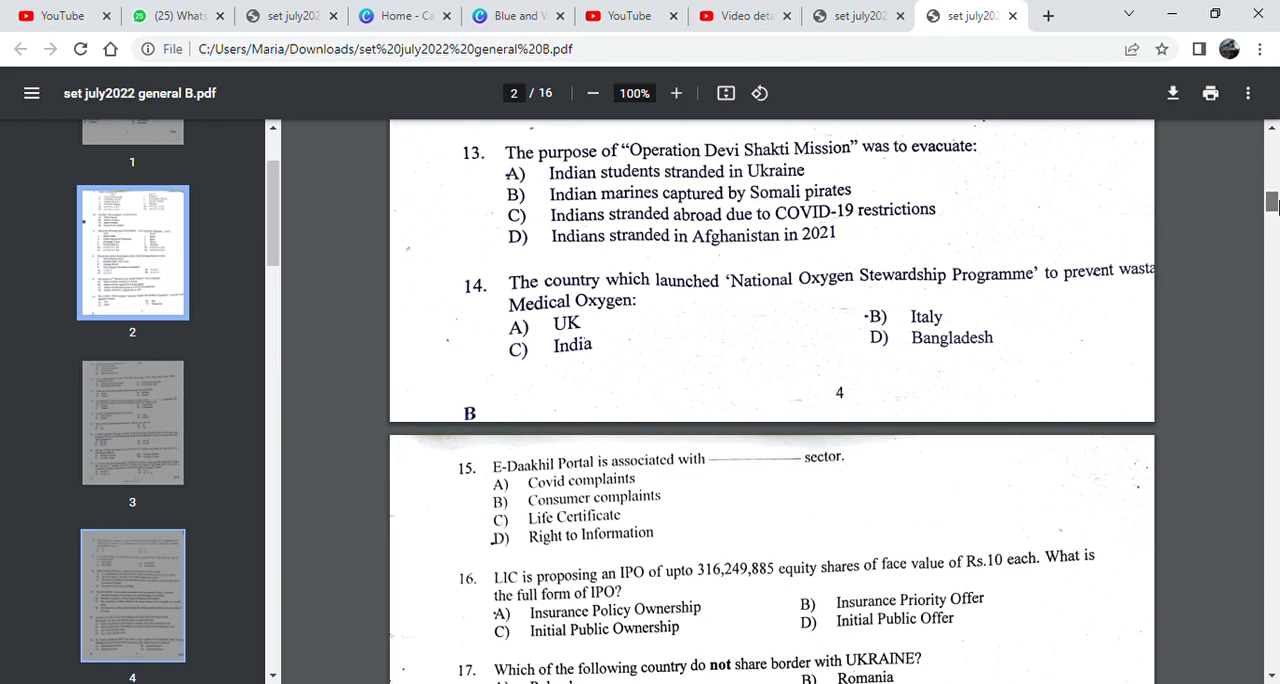 YouTube
(25) Whats
set july202
Home - Ca
Blue and V
YouTube
Video deta
set july202
set july202
File
C:/Users/Maria/Downloads/set%20july2022%20general%20B.pdf
set july2022 general B.pdf
2 / 16
100%
1
2
3
4
13. The purpose of “Operation Devi Shakti Mission” was to evacuate:
A) Indian students stranded in Ukraine
B) Indian marines captured by Somali pirates
C) Indians stranded abroad due to COVID-19 restrictions
D) Indians stranded in Afghanistan in 2021
14. The country which launched ‘National Oxygen Stewardship Programme’ to prevent wasta
Medical Oxygen:
A) UK B) Italy
C) India D) Bangladesh
4
B
15. E-Daakhil Portal is associated with ________ sector.
A) Covid complaints
B) Consumer complaints
C) Life Certificate
D) Right to Information
16. LIC is proposing an IPO of upto 316,249,885 equity shares of face value of Rs.10 each. What is
the full form of IPO?
A) Insurance Policy Ownership B) Insurance Priority Offer
C) Initial Public Ownership D) Initial Public Offer
17. Which of the following country do not share border with UKRAINE?
B) Romania